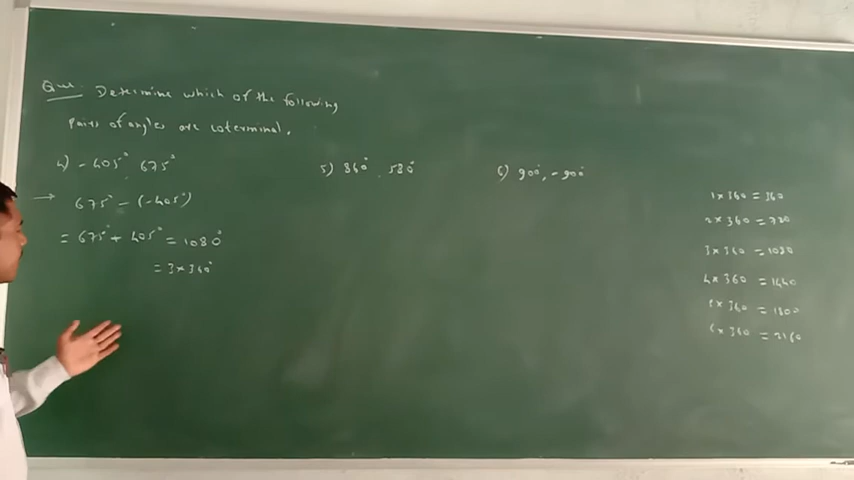 Que. Determine which of the following
pairs of angles are coterminal.
4) -405° 675°
→ 675° - (-405°)
= 675° + 405° = 1080°
= 3 × 360°
5) 860° 580°
6) 900°, -900°
1 × 360 = 360
2 × 360 = 720
3 × 360 = 1080
4 × 360 = 1440
5 × 360 = 1800
6 × 360 = 2160